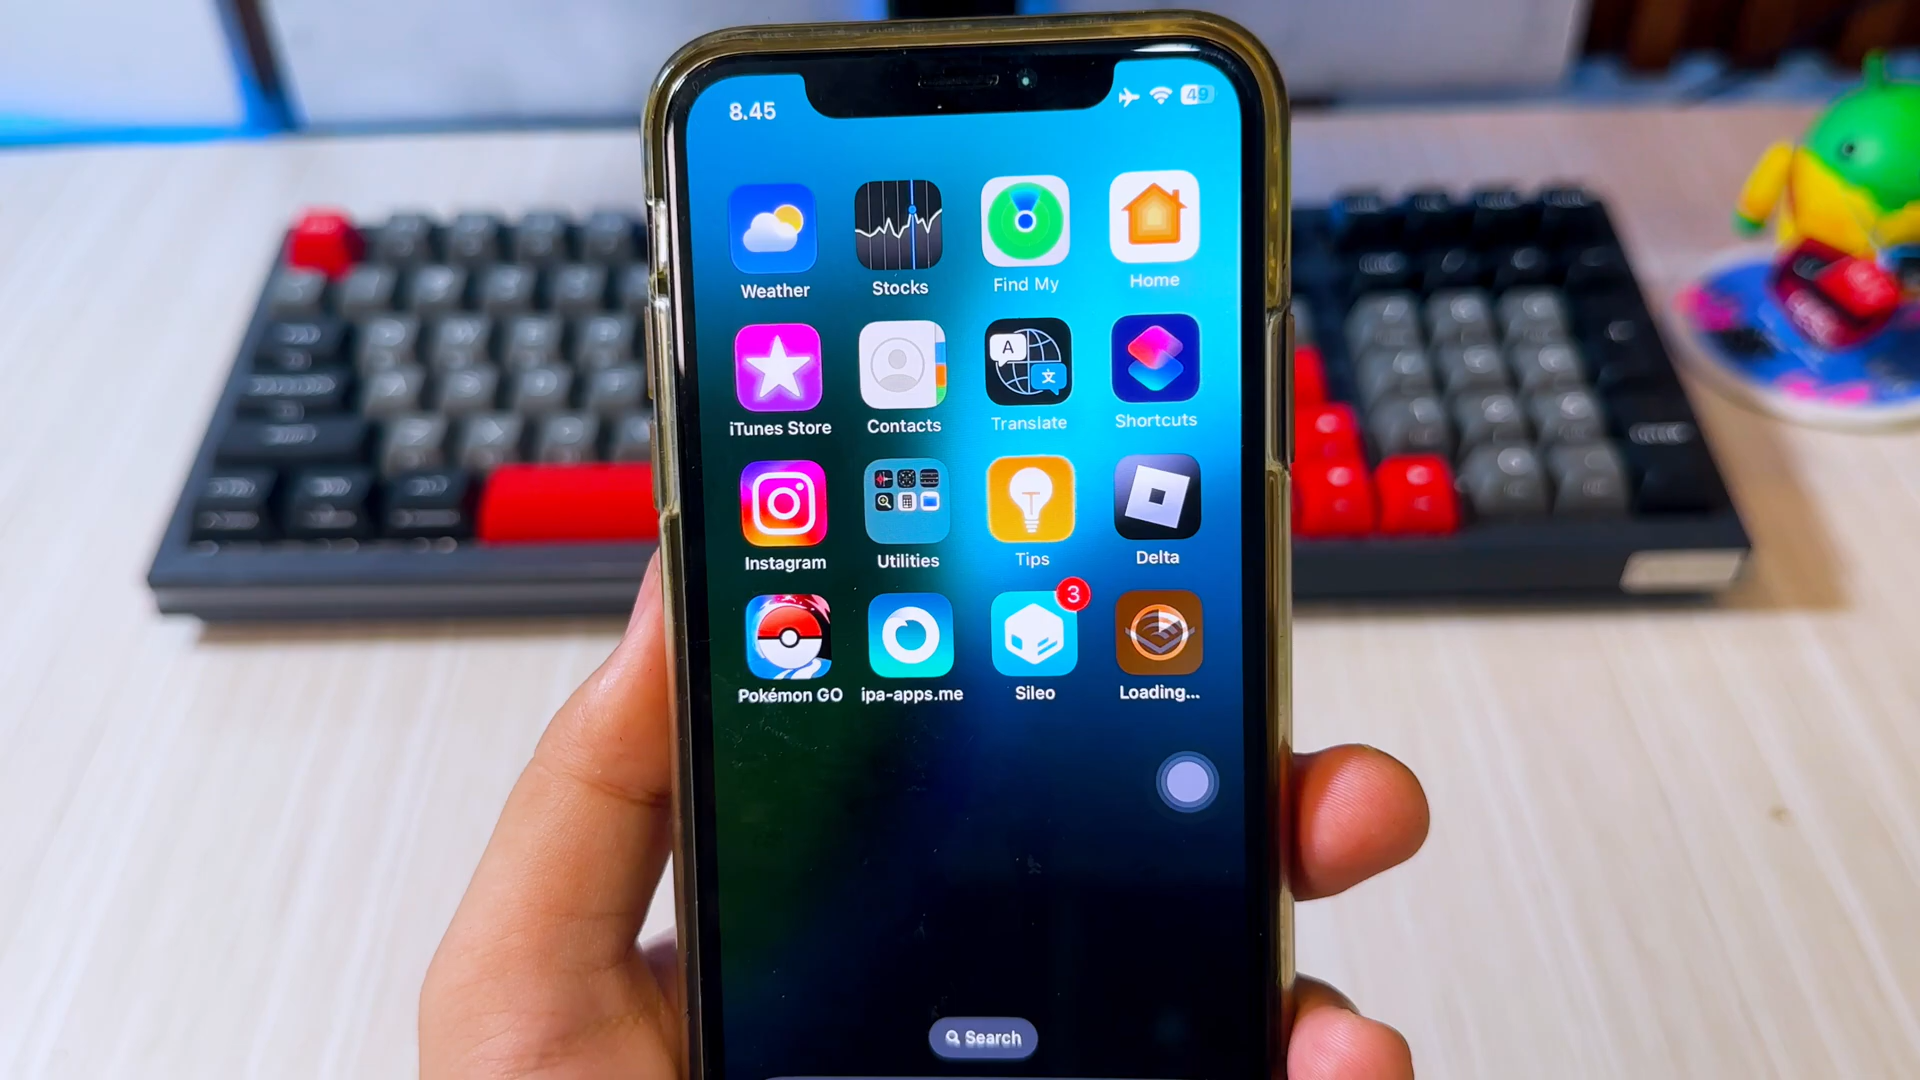 8.45
49
Weather Stocks Find My Home
A
文
iTunes Store Contacts Translate Shortcuts
Instagram Utilities Tips Delta
3
Pokémon GO ipa-apps.me Sileo Loading...
Search